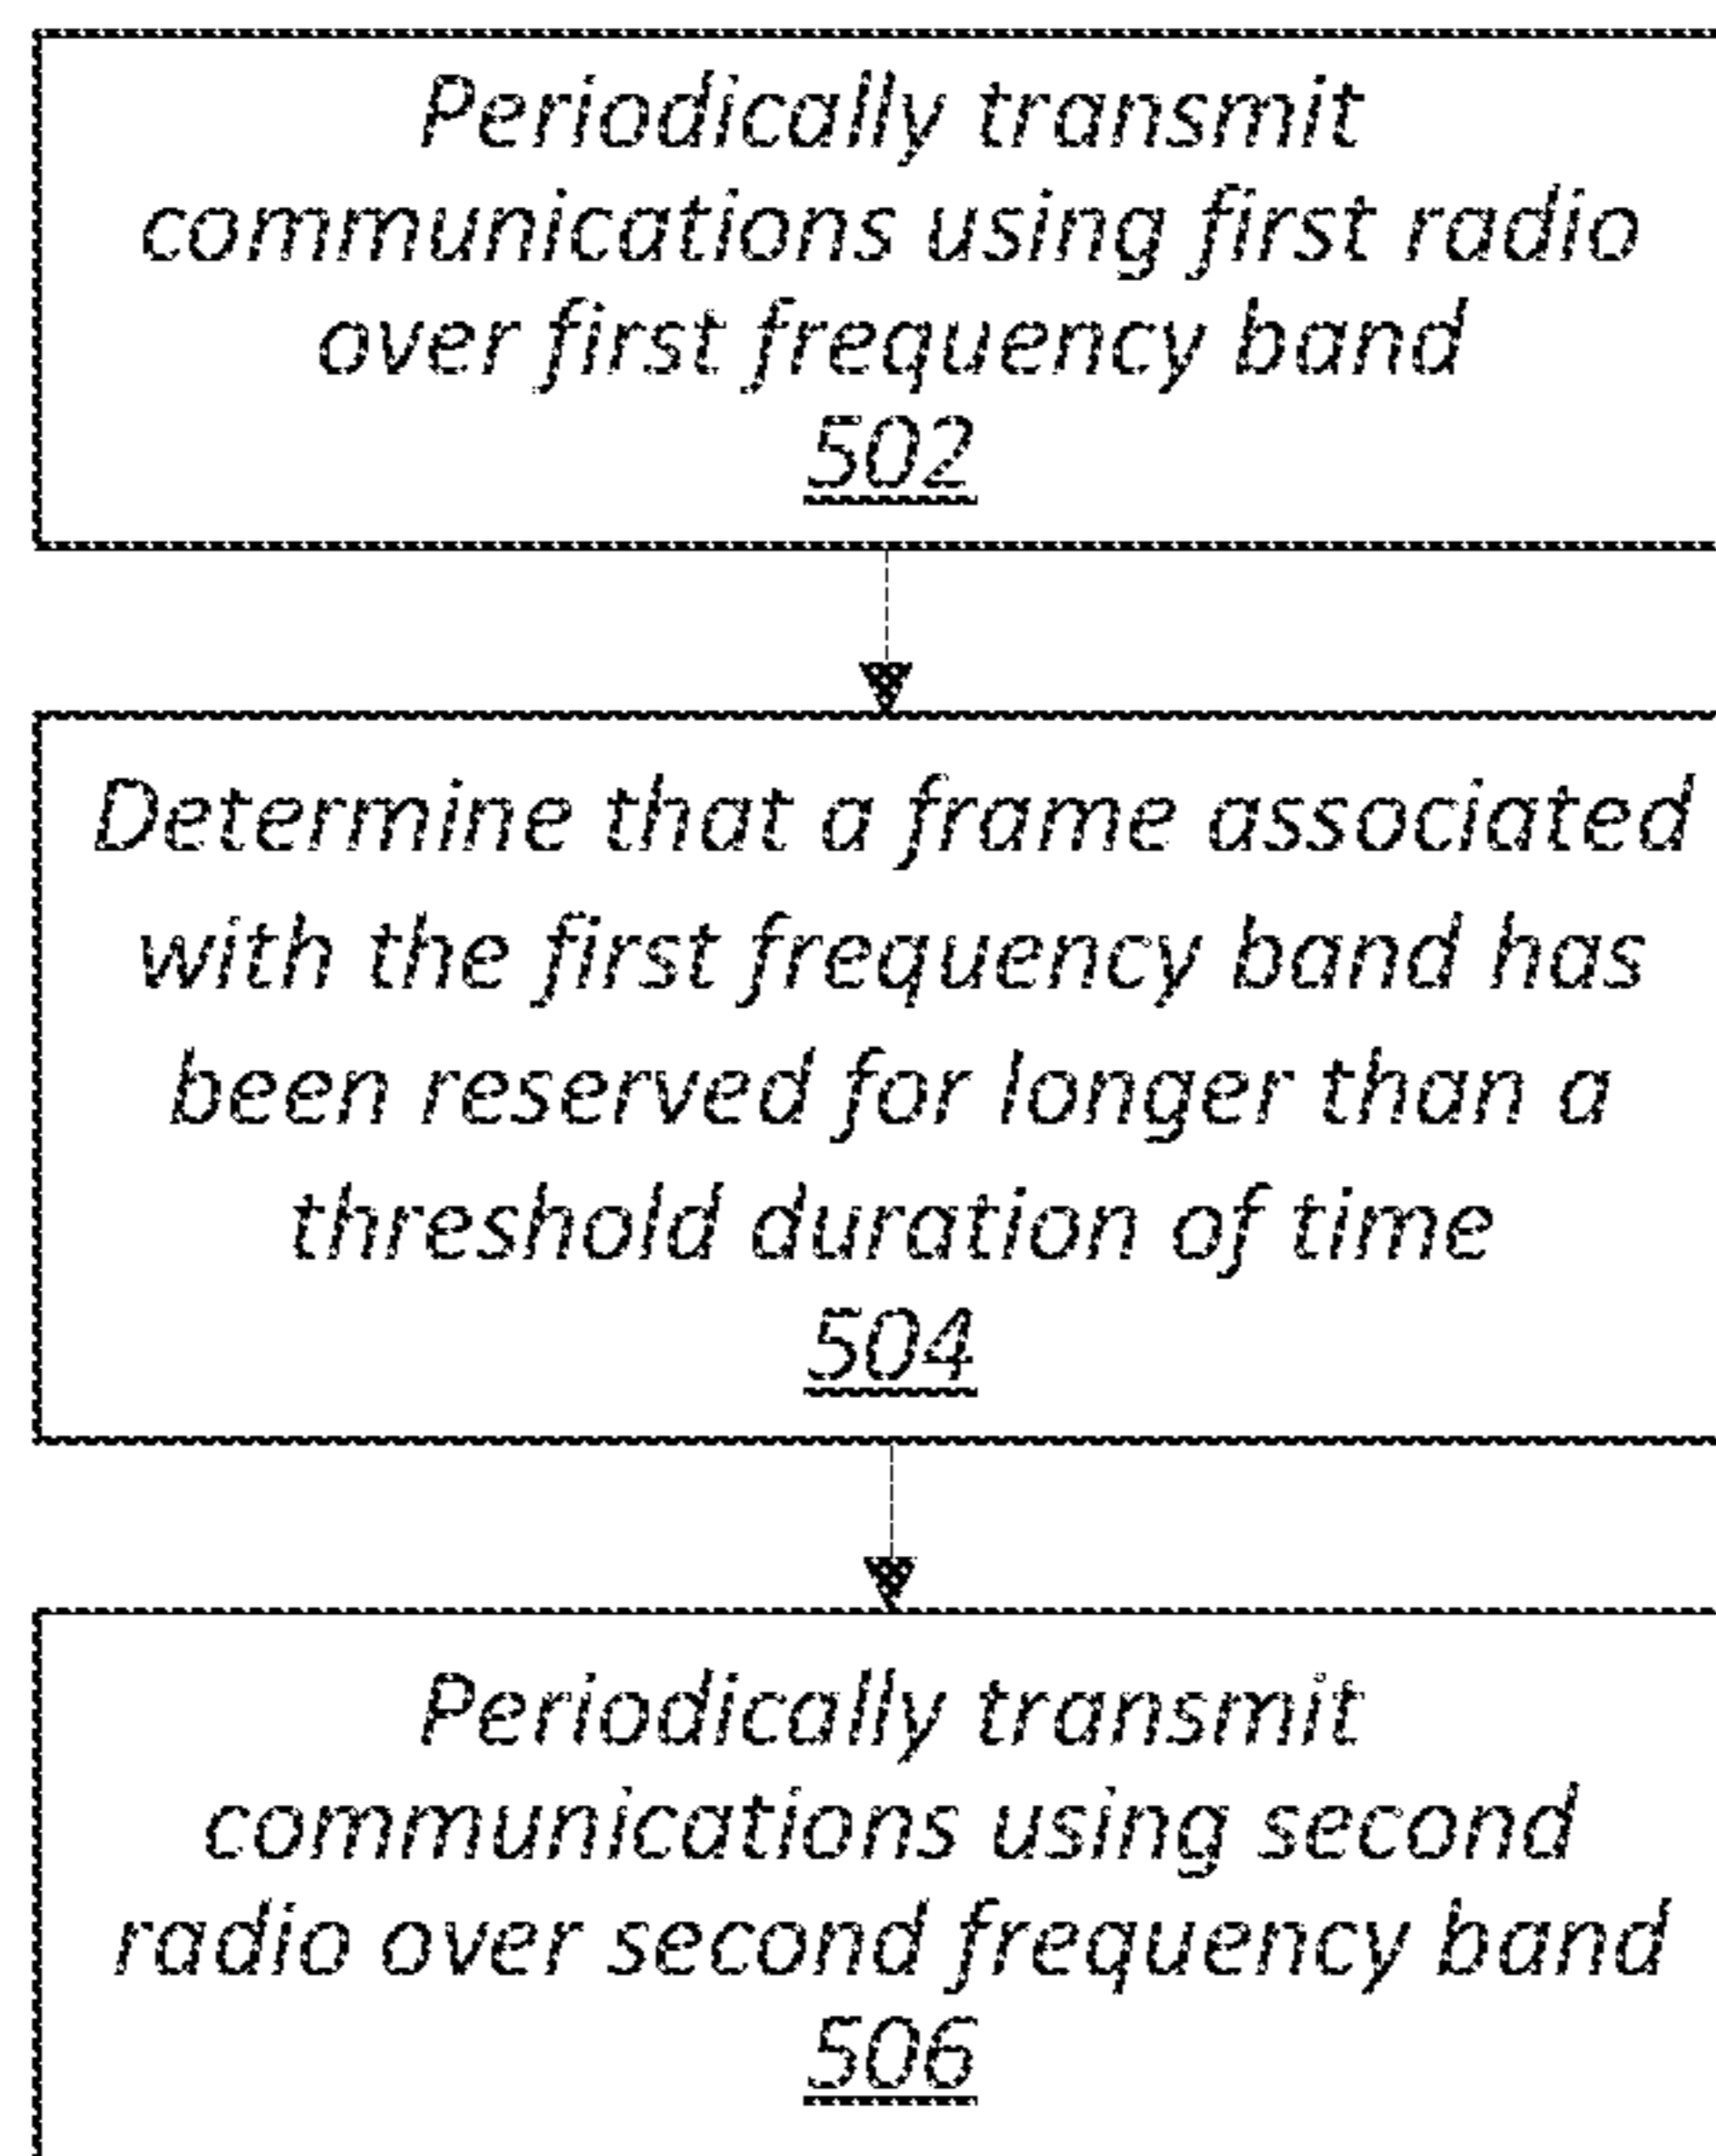 Periodically transmit
communications using first radio
over first frequency band
502
Determine that a frame associated
with the first frequency band has
been reserved for longer than a
threshold duration of time
504
Periodically transmit
communications using second
radio over second frequency band
506